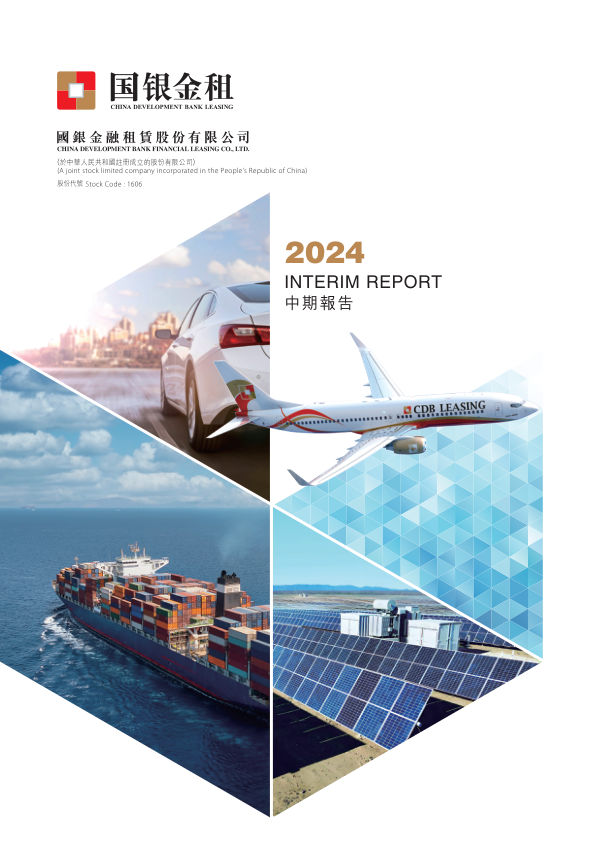 国银金租
CHINA DEVELOPMENT BANK LEASING
國銀金融租賃股份有限公司
CHINA DEVELOPMENT BANK FINANCIAL LEASING CO., LTD.
(於中華人民共和國註冊成立的股份有限公司)
(A joint stock limited company incorporated in the People's Republic of China)
股份代號 Stock Code : 1606
2024
INTERIM REPORT
中期報告
CDB LEASING